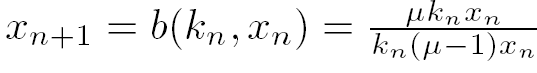 $x_{n+1} = b(k_n, x_n) = \frac{\mu k_n x_n}{k_n (\mu - 1) x_n}$